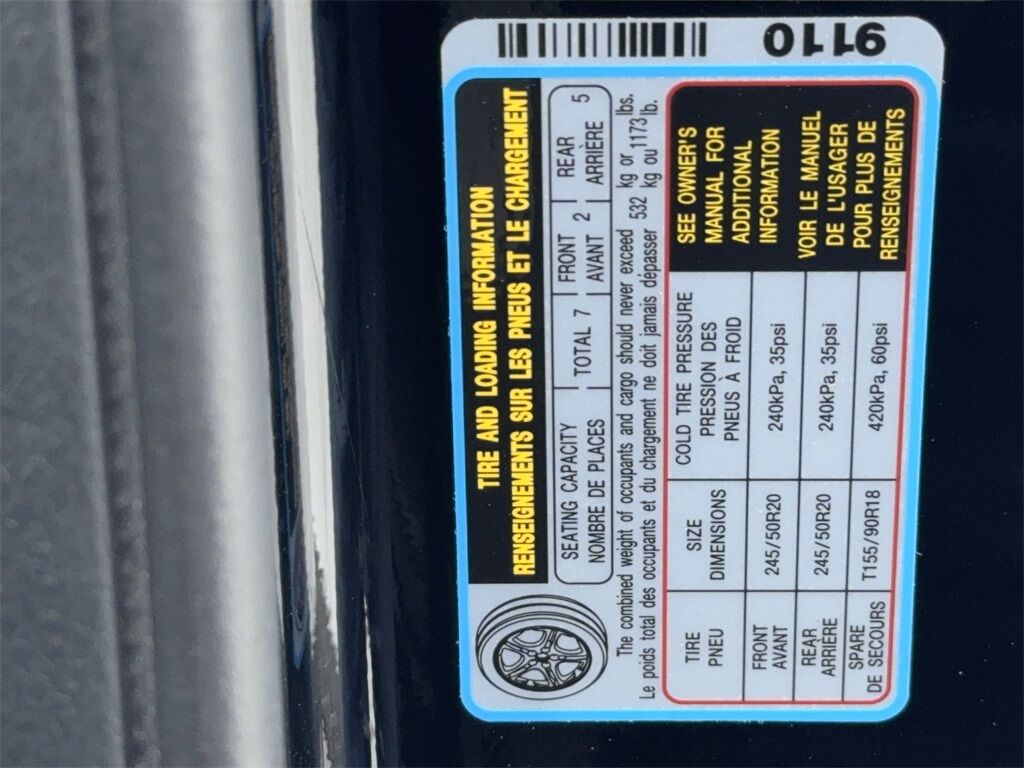 9110
TIRE AND LOADING INFORMATION
RENSEIGNEMENTS SUR LES PNEUS ET LE CHARGEMENT
SEATING CAPACITY TOTAL 7 FRONT 2 REAR 5
NOMBRE DE PLACES AVANT ARRIÈRE
The combined weight of occupants and cargo should never exceed 532 kg or 1173 lbs.
Le poids total des occupants et du chargement ne doit jamais dépasser kg ou lb.
TIRE SIZE COLD TIRE PRESSURE
PNEU DIMENSIONS PRESSION DES
PNEUS À FROID
FRONT 245/50R20 240kPa, 35psi
AVANT
REAR 245/50R20 240kPa, 35psi
ARRIÈRE
SPARE T155/90R18 420kPa, 60psi
DE SECOURS
SEE OWNER'S
MANUAL FOR
ADDITIONAL
INFORMATION
VOIR LE MANUEL
DE L'USAGER
POUR PLUS DE
RENSEIGNEMENTS